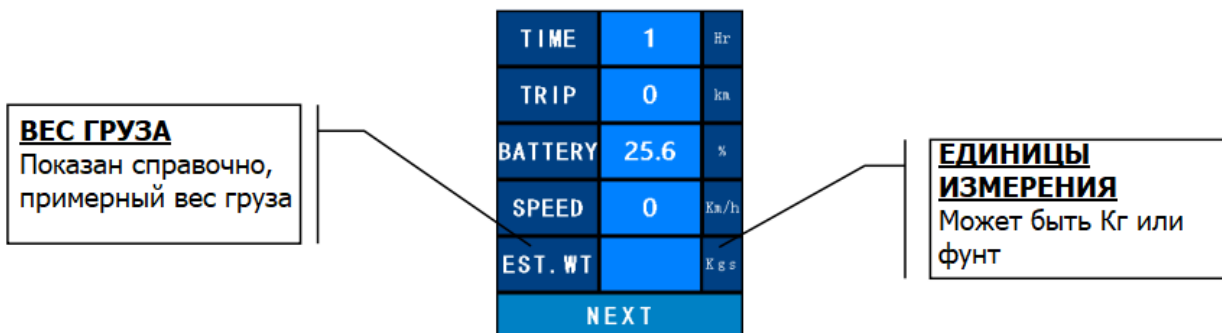 ВЕС ГРУЗА
Показан справочно,
примерный вес груза
TIME 1 Hr
TRIP 0 km
BATTERY 25.6 %
SPEED 0 Km/h
EST. WT Kgs
NEXT
ЕДИНИЦЫ
ИЗМЕРЕНИЯ
Может быть Кг или
фунт